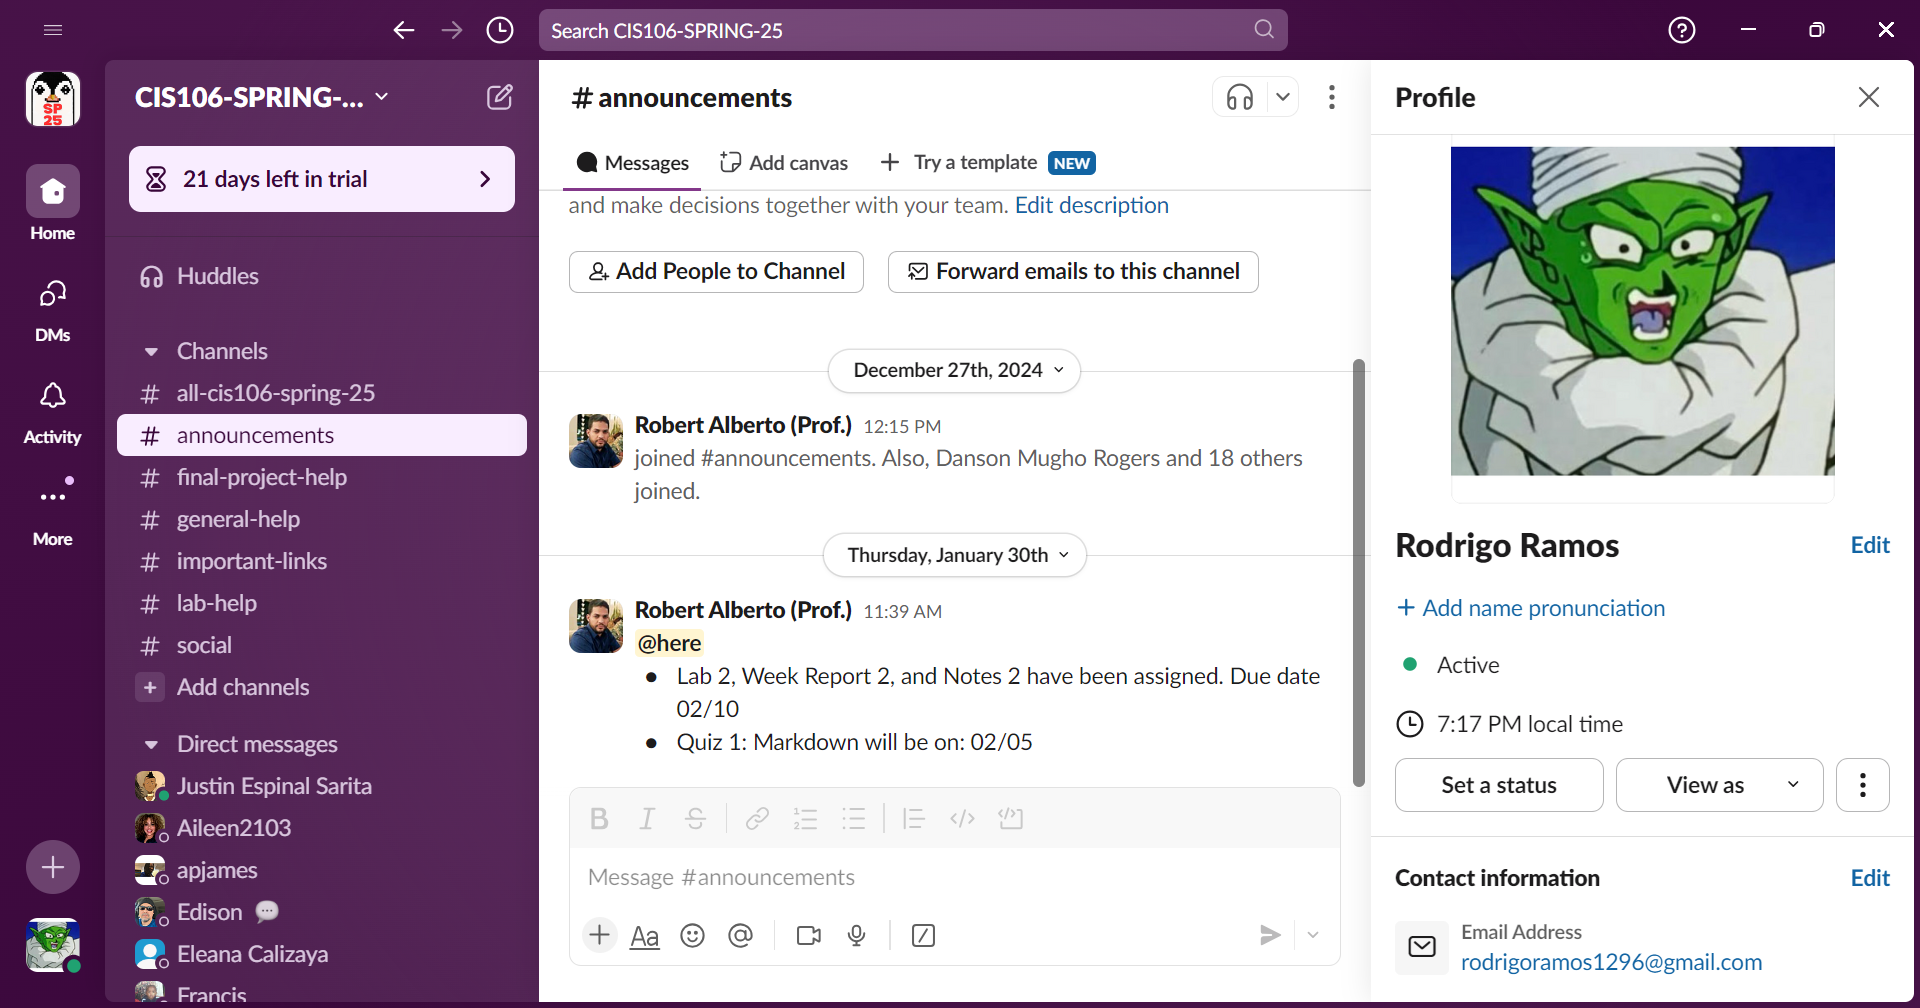 Search CIS106-SPRING-25
SP
25
Home
DMs
Activity
More
CIS106-SPRING-...
21 days left in trial
Huddles
Channels
# all-cis106-spring-25
# announcements
# final-project-help
# general-help
# important-links
# lab-help
# social
+ Add channels
Direct messages
Justin Espinal Sarita
Aileen2103
apjames
Edison
Eleana Calizaya
Francis
# announcements
Messages
Add canvas
+ Try a template NEW
and make decisions together with your team. Edit description
Add People to Channel
Forward emails to this channel
December 27th, 2024
Robert Alberto (Prof.) 12:15 PM
joined #announcements. Also, Danson Mugho Rogers and 18 others
joined.
Thursday, January 30th
Robert Alberto (Prof.) 11:39 AM
@here
• Lab 2, Week Report 2, and Notes 2 have been assigned. Due date
02/10
• Quiz 1: Markdown will be on: 02/05
B I S
Message #announcements
+ Aa @
Profile
Rodrigo Ramos
Edit
+ Add name pronunciation
Active
7:17 PM local time
Set a status
View as
Contact information
Edit
Email Address
rodrigoramos1296@gmail.com